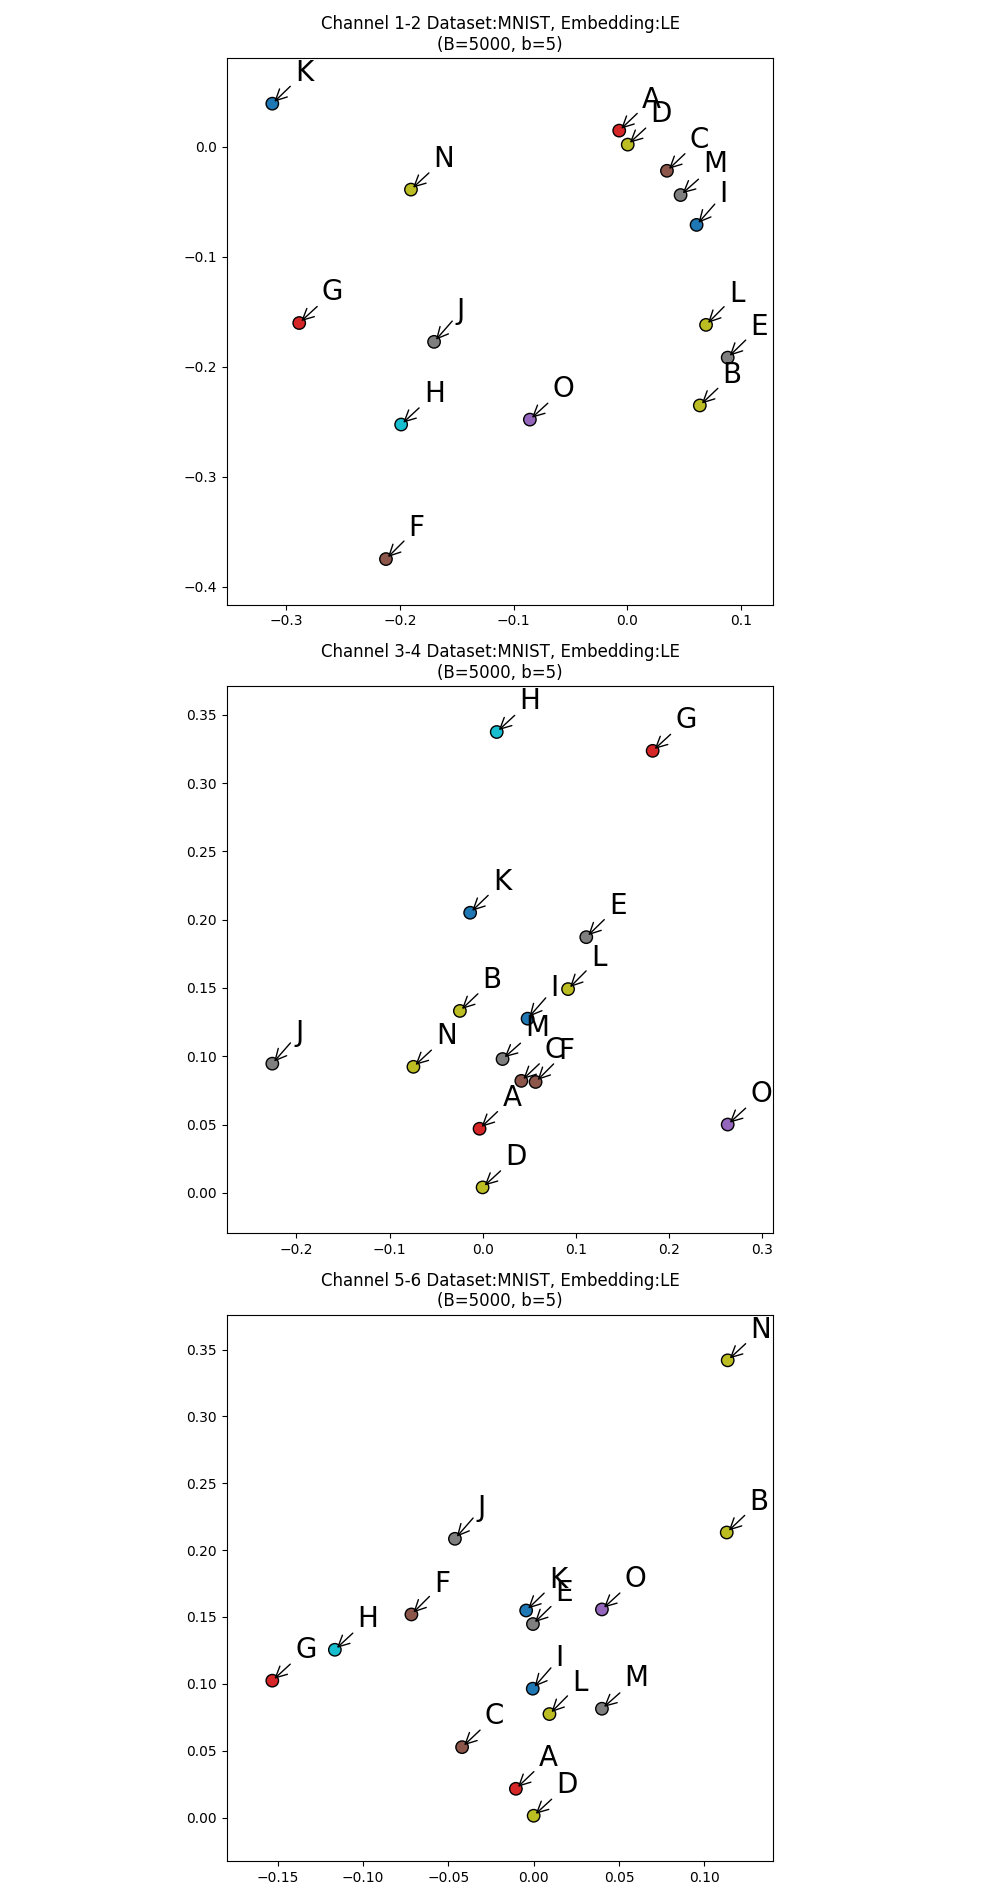 Channel 1-2 Dataset:MNIST, Embedding:LE
(B=5000, b=5)
K
A
D
C
N
M
I
G
L
J
E
B
H
O
F
0.0
−0.1
−0.2
−0.3
−0.4
−0.3 −0.2 −0.1 0.0 0.1
Channel 3-4 Dataset:MNIST, Embedding:LE
(B=5000, b=5)
H
G
K
E
L
B
I
M
N
J
C
F
A
O
D
0.35
0.30
0.25
0.20
0.15
0.10
0.05
0.00
−0.2 −0.1 0.0 0.1 0.2 0.3
Channel 5-6 Dataset:MNIST, Embedding:LE
(B=5000, b=5)
N
B
J
K
F
E
O
H
G
I
L
M
C
A
D
0.35
0.30
0.25
0.20
0.15
0.10
0.05
0.00
−0.15 −0.10 −0.05 0.00 0.05 0.10